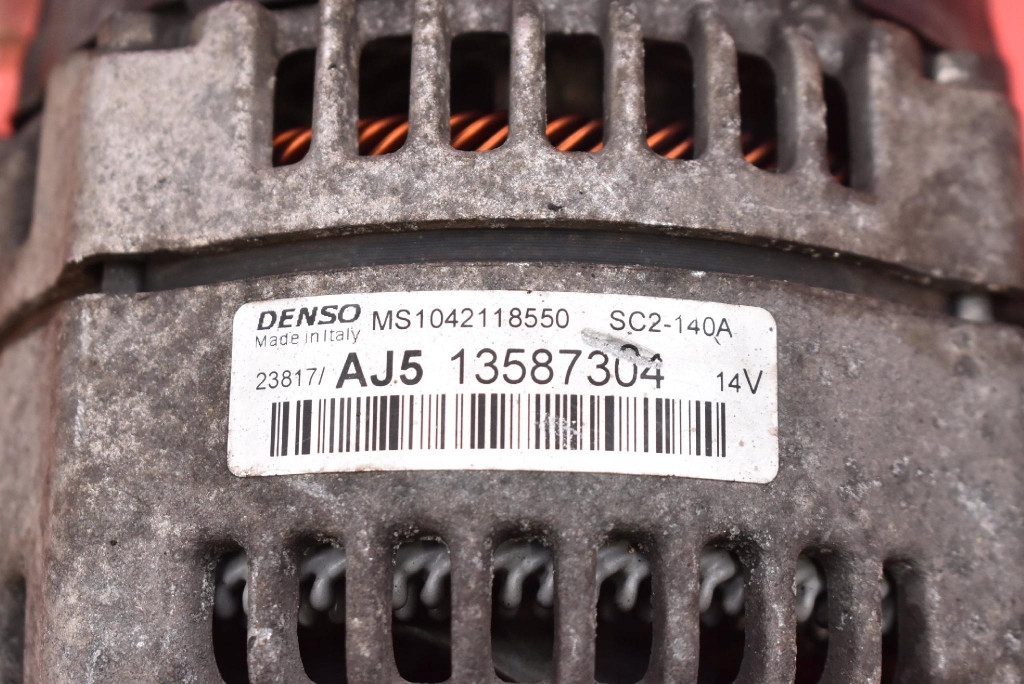 DENSO MS1042118550 SC2-140A
Made in Italy
23817/ AJ5 13587304 14V